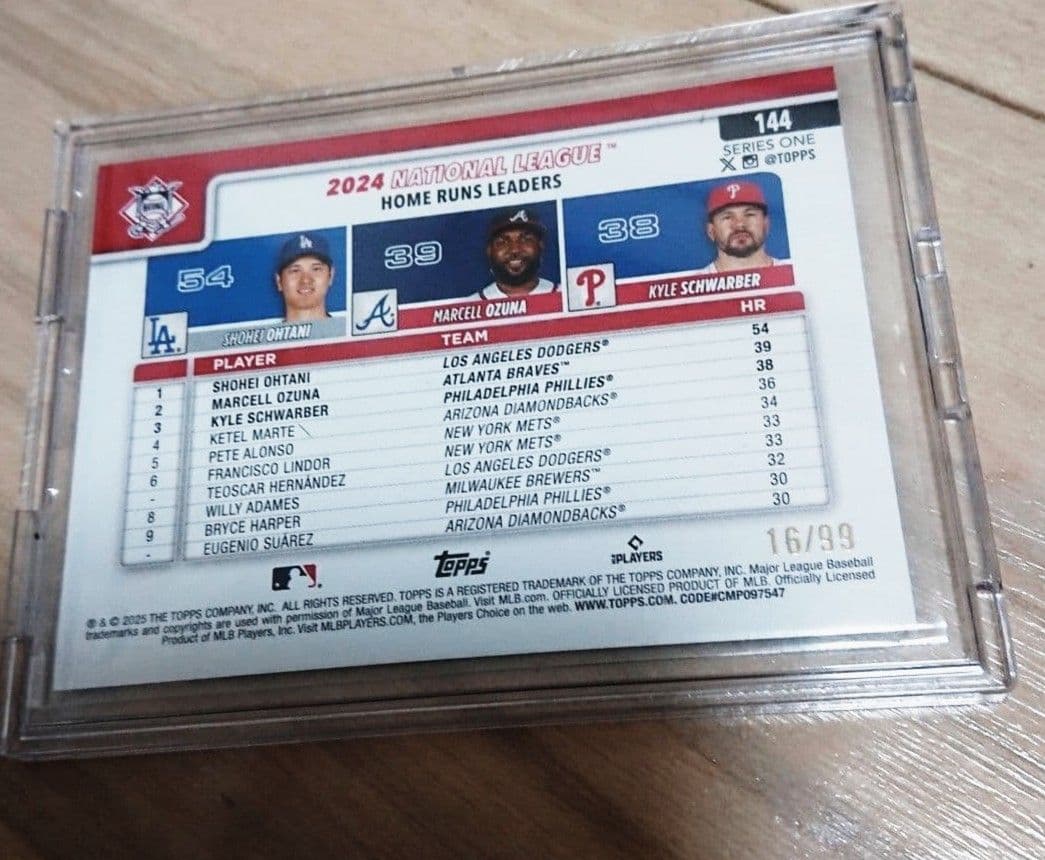 144
SERIES ONE
@TOPPS
2024 NATIONAL LEAGUE™
HOME RUNS LEADERS
54
39
38
LA
A
P
SHOHEI OHTANI
MARCELL OZUNA
KYLE SCHWARBER
PLAYER TEAM HR
1 SHOHEI OHTANI LOS ANGELES DODGERS® 54
2 MARCELL OZUNA ATLANTA BRAVES™ 39
3 KYLE SCHWARBER PHILADELPHIA PHILLIES® 38
4 KETEL MARTE ARIZONA DIAMONDBACKS® 36
5 PETE ALONSO NEW YORK METS® 34
6 FRANCISCO LINDOR NEW YORK METS® 33
- TEOSCAR HERNÁNDEZ LOS ANGELES DODGERS® 33
8 WILLY ADAMES MILWAUKEE BREWERS™ 32
9 BRYCE HARPER PHILADELPHIA PHILLIES® 30
- EUGENIO SUÁREZ ARIZONA DIAMONDBACKS® 30
16/99
Topps®
PLAYERS
® & © 2025 THE TOPPS COMPANY, INC. ALL RIGHTS RESERVED. TOPPS IS A REGISTERED TRADEMARK OF THE TOPPS COMPANY, INC. Major League Baseball
trademarks and copyrights are used with permission of Major League Baseball. Visit MLB.com. OFFICIALLY LICENSED PRODUCT OF MLB. Officially Licensed
Product of MLB Players, Inc. Visit MLBPLAYERS.COM, the Players Choice on the web. WWW.TOPPS.COM. CODE#CMP097547